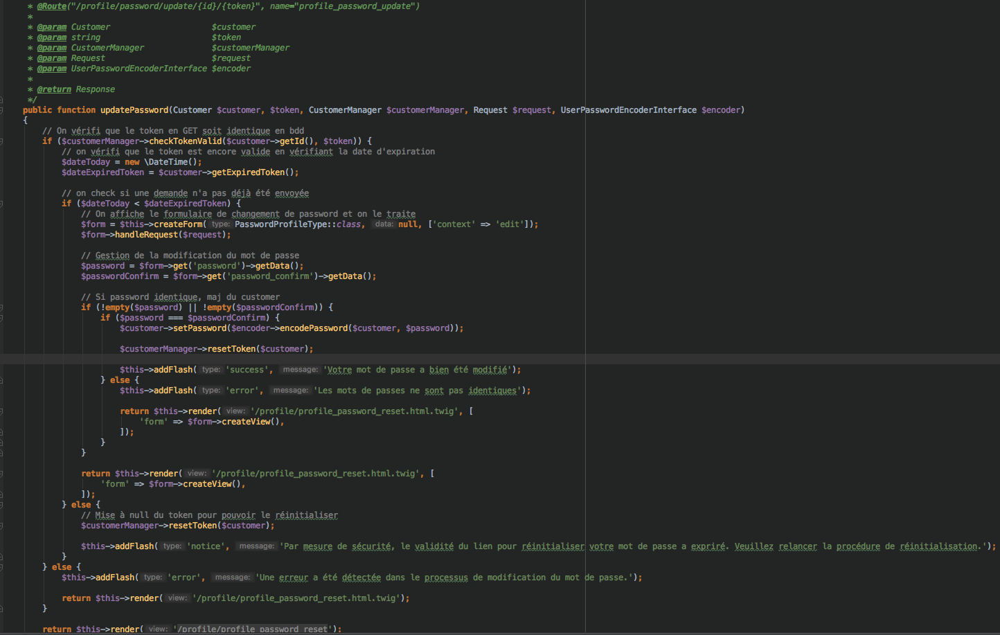 * @Route("/profile/password/update/{id}/{token}", name="profile_password_update")
*
* @param Customer $customer
* @param string $token
* @param CustomerManager $customerManager
* @param Request $request
* @param UserPasswordEncoderInterface $encoder
*
* @return Response
*/
public function updatePassword(Customer $customer, $token, CustomerManager $customerManager, Request $request, UserPasswordEncoderInterface $encoder)
{
// On vérifi que le token en GET soit identique en bdd
if ($customerManager->checkTokenValid($customer->getId(), $token)) {
// on vérifi que le token est encore valide en vérifiant la date d'expiration
$dateToday = new \DateTime();
$dateExpiredToken = $customer->getExpiredToken();
// on check si une demande n'a pas déjà été envoyée
if ($dateToday < $dateExpiredToken) {
// On affiche le formulaire de changement de password et on le traite
$form = $this->createForm( type: PasswordProfileType::class, data: null, ['context' => 'edit']);
$form->handleRequest($request);
// Gestion de la modification du mot de passe
$password = $form->get('password')->getData();
$passwordConfirm = $form->get('password_confirm')->getData();
// Si password identique, maj du customer
if (!empty($password) || !empty($passwordConfirm)) {
if ($password === $passwordConfirm) {
$customer->setPassword($encoder->encodePassword($customer, $password));
$customerManager->resetToken($customer);
$this->addFlash( type: 'success', message: 'Votre mot de passe a bien été modifié');
} else {
$this->addFlash( type: 'error', message: 'Les mots de passes ne sont pas identiques');
return $this->render( view: '/profile/profile_password_reset.html.twig', [
'form' => $form->createView(),
]);
}
}
return $this->render( view: '/profile/profile_password_reset.html.twig', [
'form' => $form->createView(),
]);
} else {
// Mise à null du token pour pouvoir le réinitialiser
$customerManager->resetToken($customer);
$this->addFlash( type: 'notice', message: 'Par mesure de sécurité, le validité du lien pour réinitialiser votre mot de passe a expriré. Veuillez relancer la procédure de réinitialisation.');
}
} else {
$this->addFlash( type: 'error', message: 'Une erreur a été détectée dans le processus de modification du mot de passe.');
return $this->render( view: '/profile/profile_password_reset.html.twig');
}
return $this->render( view: '/profile/profile_password_reset');